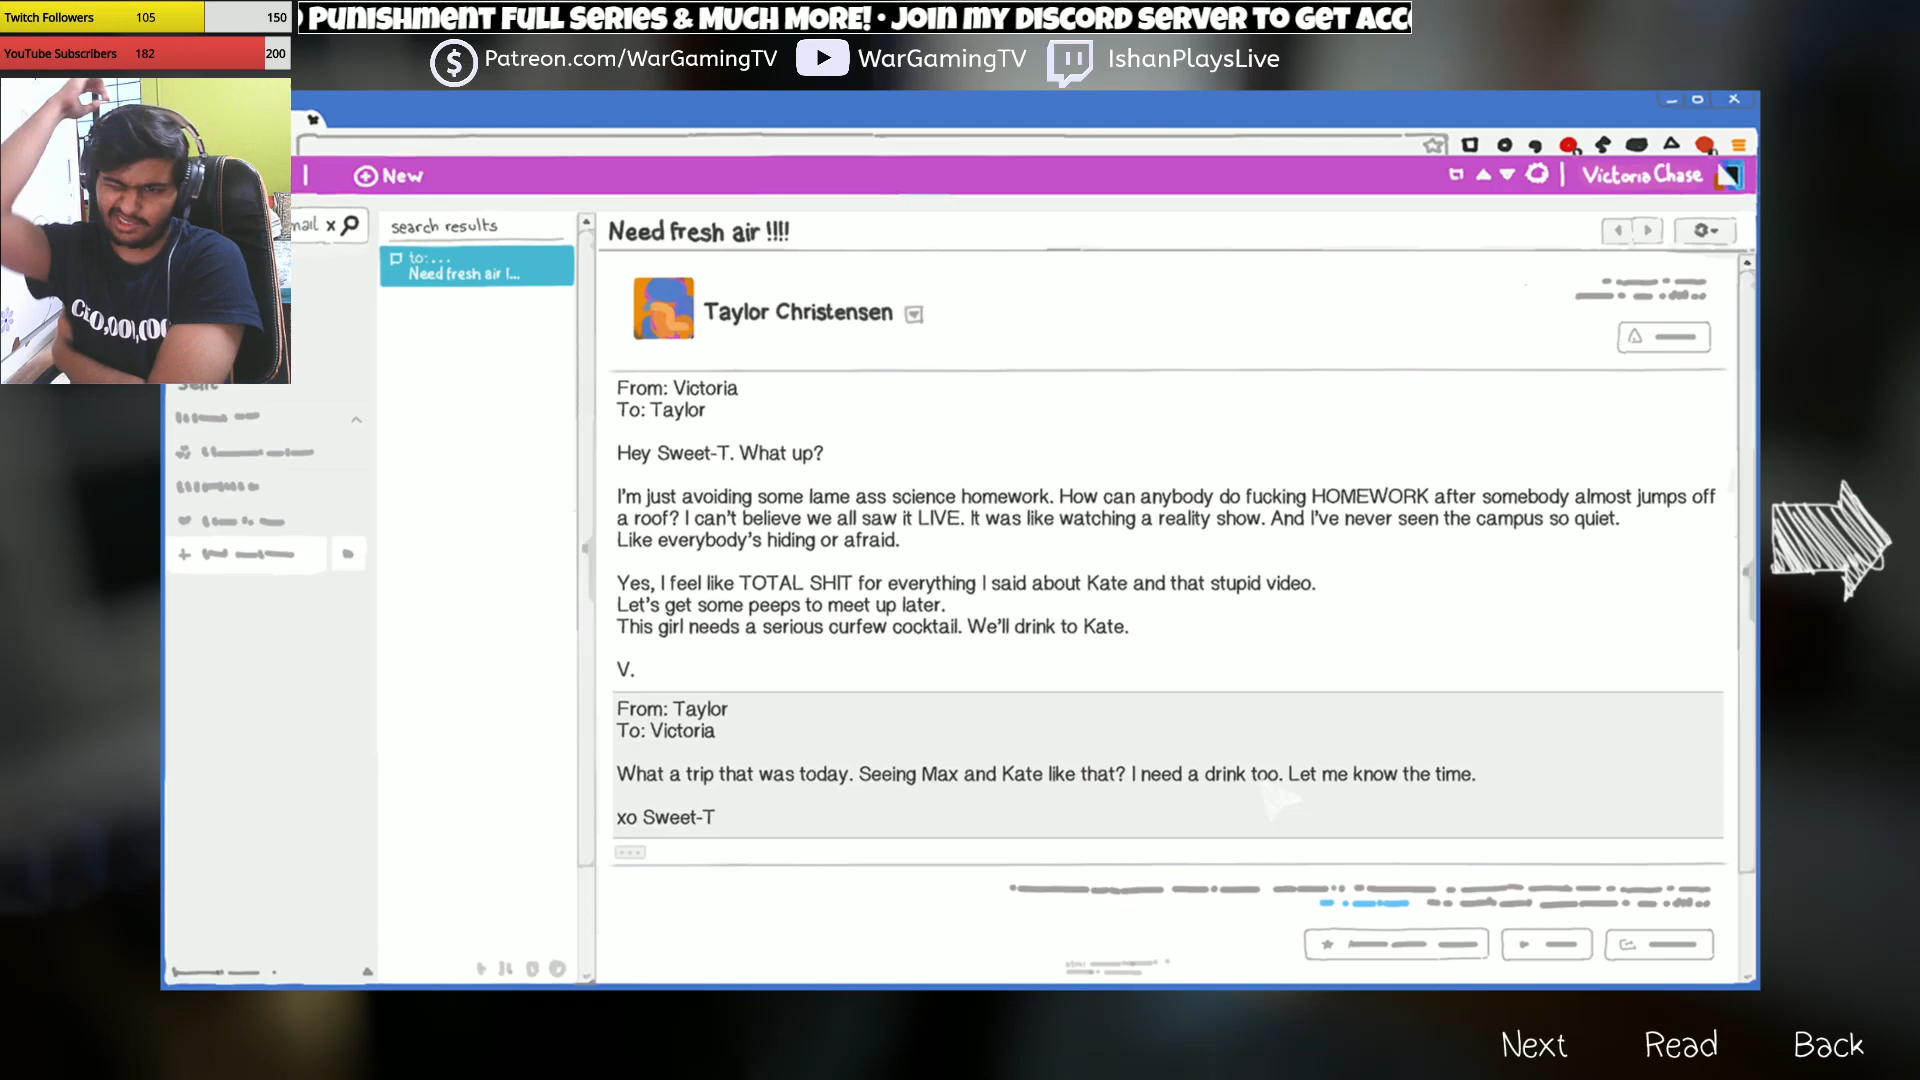 Twitch Followers 105 150
YouTube Subscribers 182 200
PUNISHMENT FULL SERIES & MUCH MORE! • JOIN MY DISCORD SERVER TO GET
Patreon.com/WarGamingTV WarGamingTV IshanPlaysLive
New
Victoria Chase
mail x
search results
to:...
Need fresh air !...
Need fresh air !!!!
Taylor Christensen
From: Victoria
To: Taylor
Hey Sweet-T. What up?
I'm just avoiding some lame ass science homework. How can anybody do fucking HOMEWORK after somebody almost jumps off
a roof? I can't believe we all saw it LIVE. It was like watching a reality show. And I've never seen the campus so quiet.
Like everybody's hiding or afraid.
Yes, I feel like TOTAL SHIT for everything I said about Kate and that stupid video.
Let's get some peeps to meet up later.
This girl needs a serious curfew cocktail. We'll drink to Kate.
V.
From: Taylor
To: Victoria
What a trip that was today. Seeing Max and Kate like that? I need a drink too. Let me know the time.
xo Sweet-T
Next Read Back